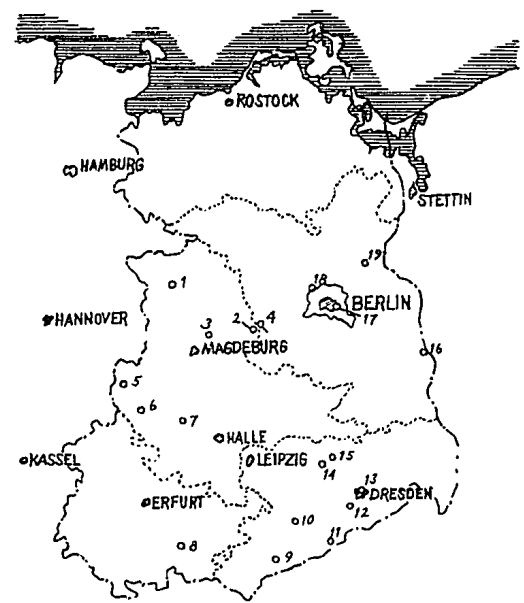 ROSTOCK
HAMBURG
STETTIN
19
1
18
BERLIN
HANNOVER
2 4
17
3
MAGDEBURG
16
5
6
7
HALLE
15
KASSEL
LEIPZIG
14
13
DRESDEN
ERFURT
12
10
11
8
9